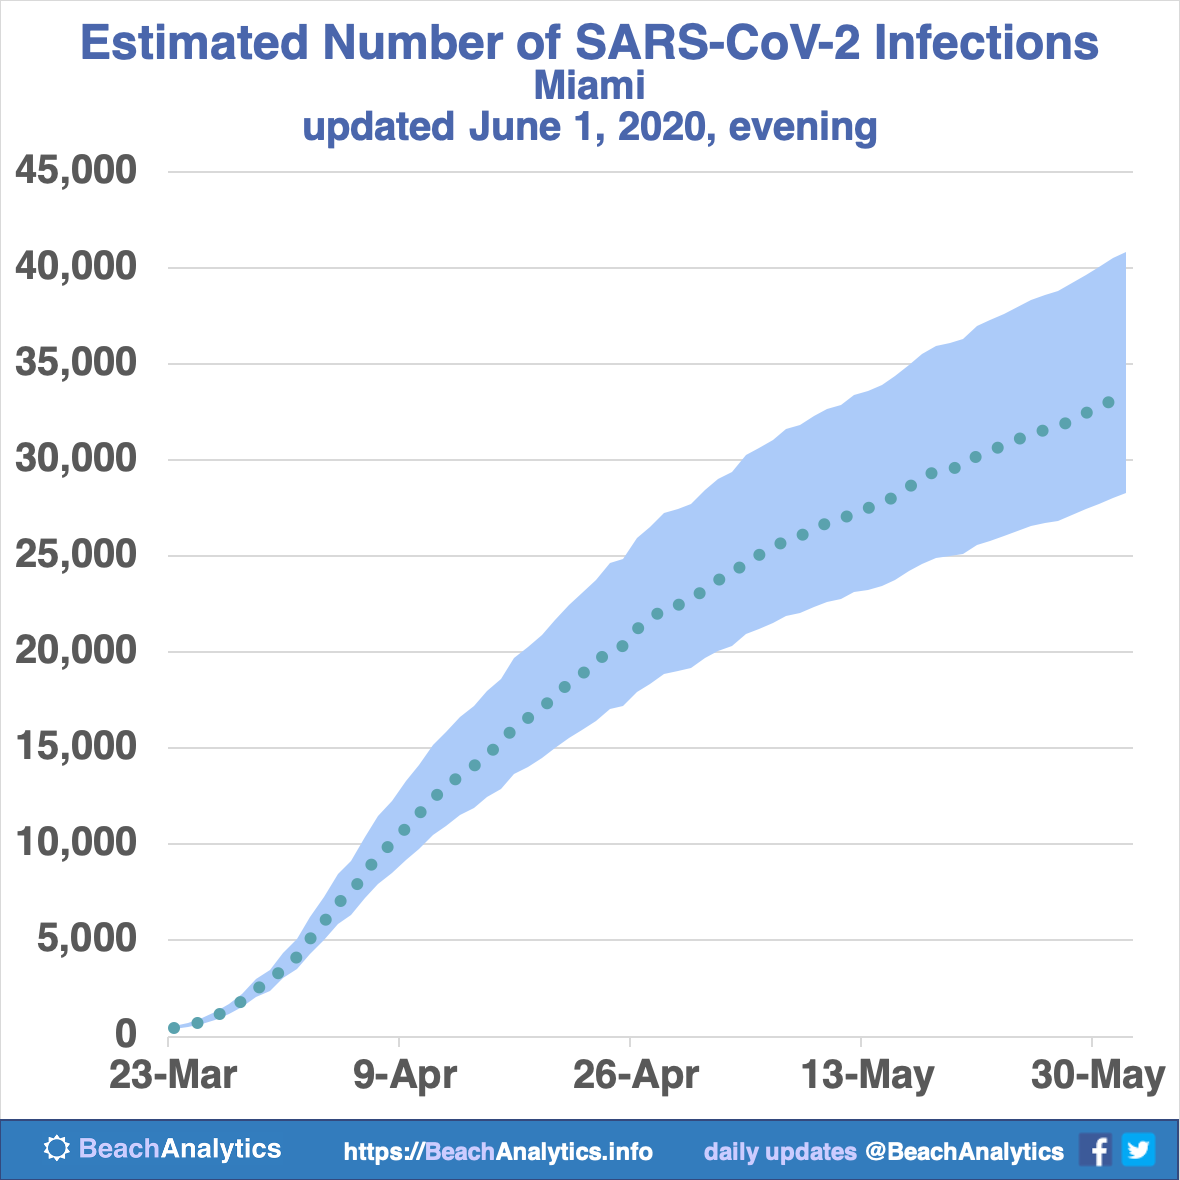 Estimated Number of SARS-CoV-2 Infections
Miami
updated June 1, 2020, evening
45,000
40,000
35,000
30,000
25,000
20,000
15,000
10,000
5,000
0
23-Mar 9-Apr 26-Apr 13-May 30-May
BeachAnalytics https://BeachAnalytics.info daily updates @BeachAnalytics